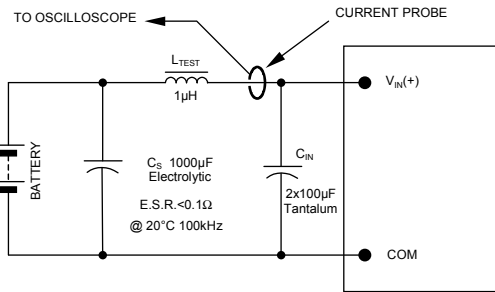 TO OSCILLOSCOPE
CURRENT PROBE
LTEST
1µH
VIN(+)
BATTERY
CS 1000µF
Electrolytic
E.S.R.<0.1Ω
@ 20°C 100kHz
CIN
2x100µF
Tantalum
COM